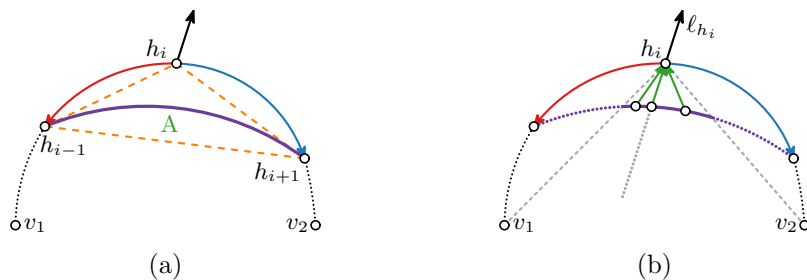 h_i
A
h_{i-1}
h_{i+1}
v_1
v_2
(a)
ℓ_{h_i}
h_i
v_1
v_2
(b)